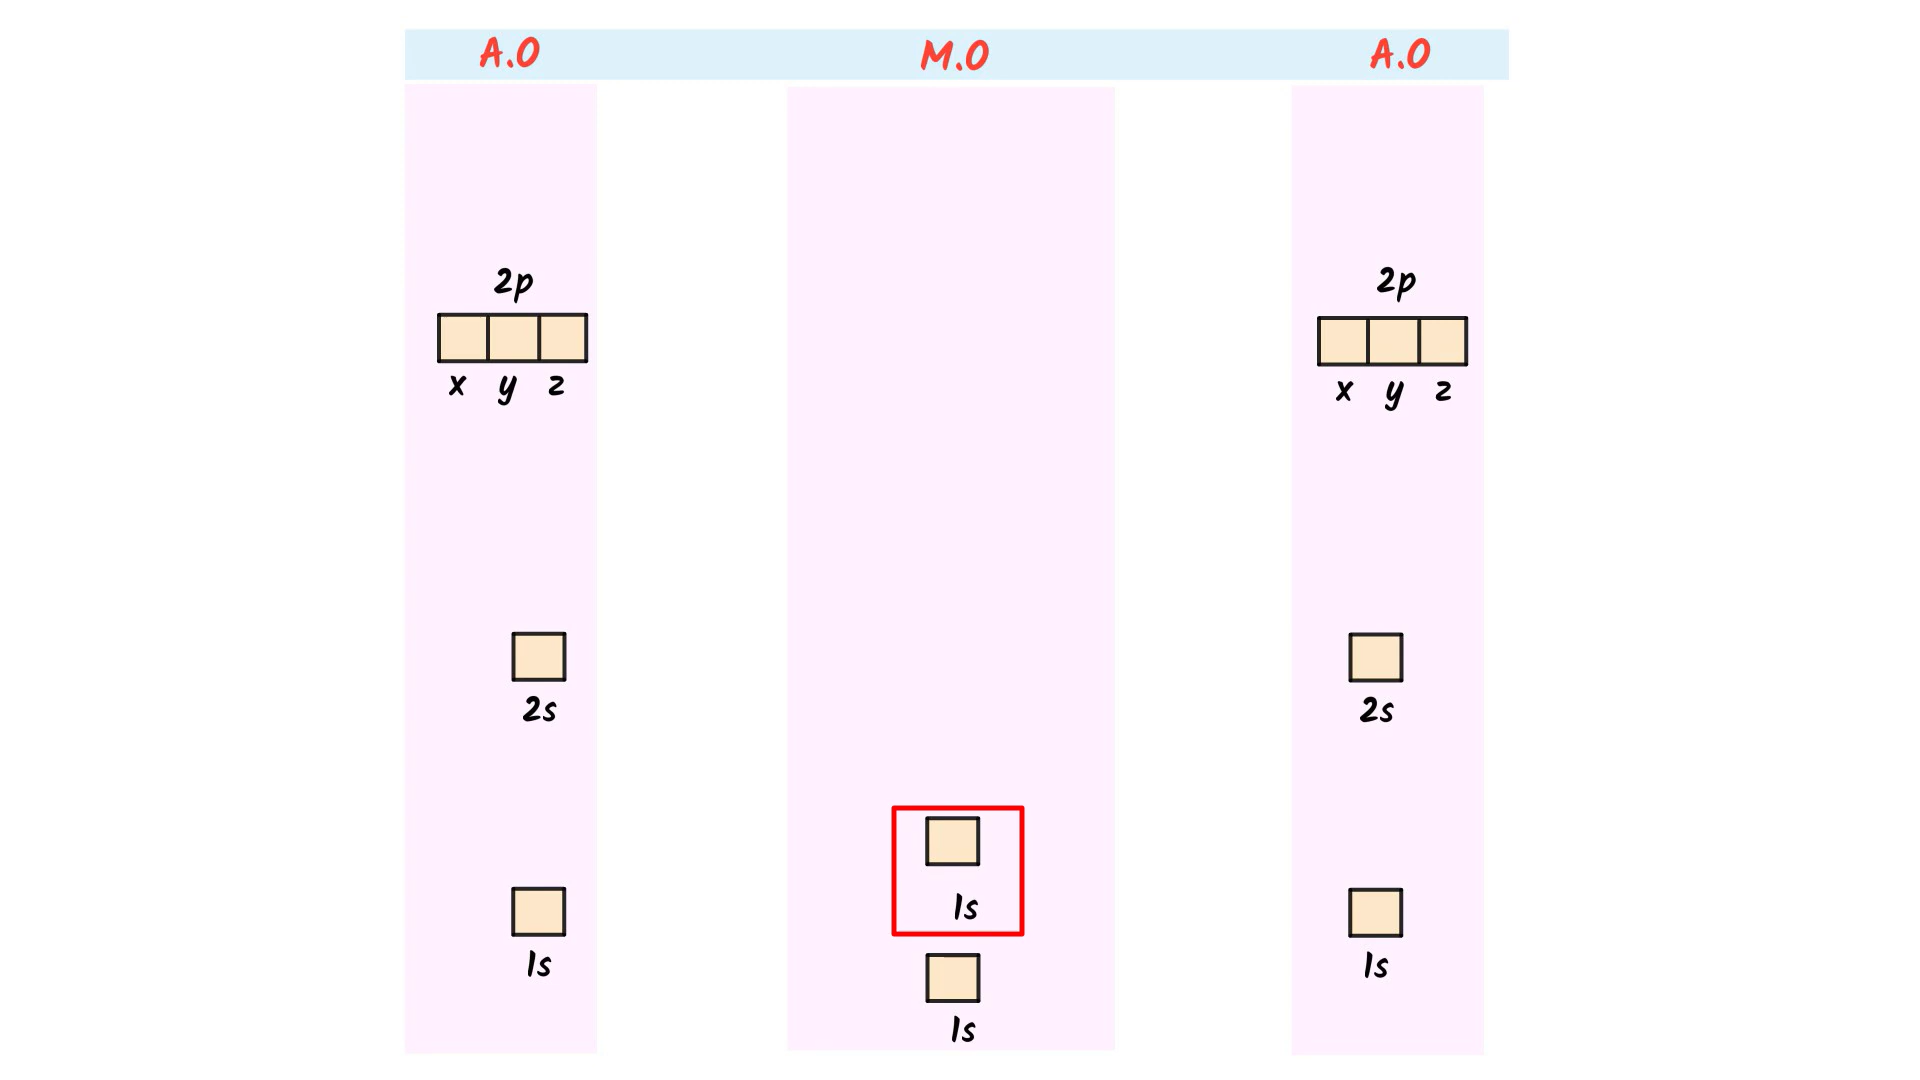 A.O M.O A.O
2p 2p
x y z x y z
2s 2s
1s
1s 1s
1s